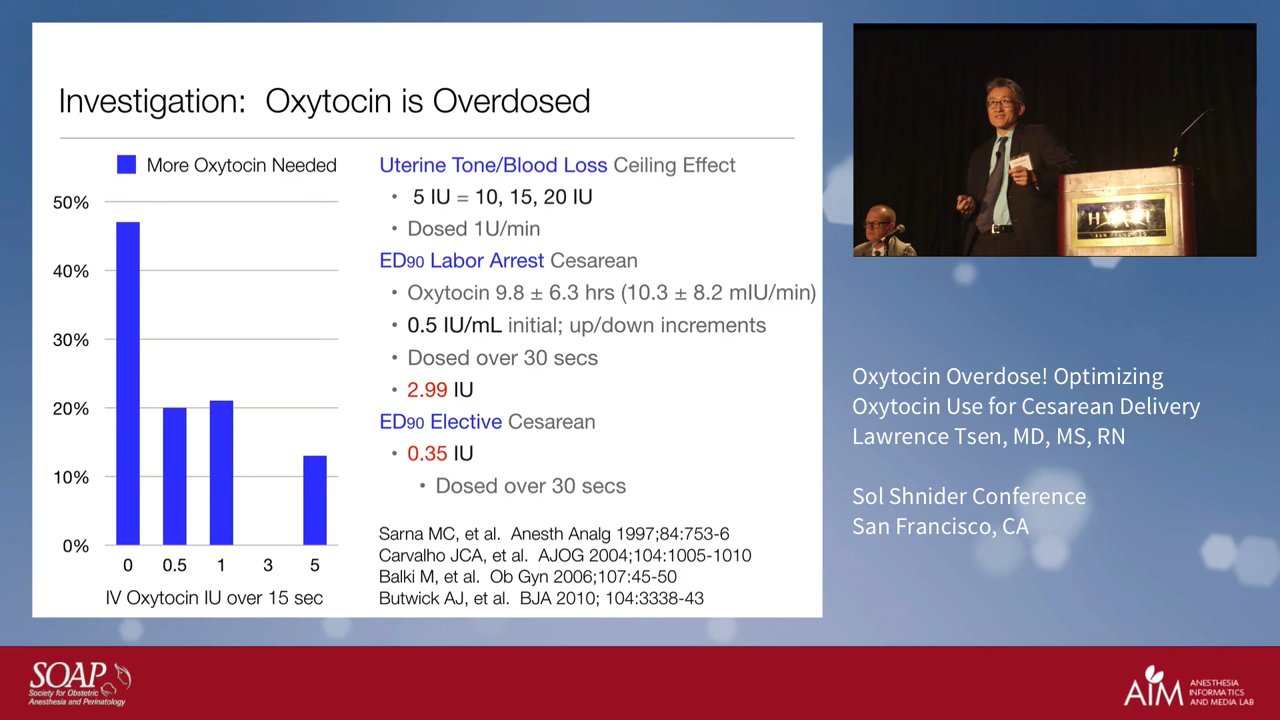 Investigation: Oxytocin is Overdosed
More Oxytocin Needed
50%
40%
30%
20%
10%
0%
0 0.5 1 3 5
IV Oxytocin IU over 15 sec
Uterine Tone/Blood Loss Ceiling Effect
• 5 IU = 10, 15, 20 IU
• Dosed 1U/min
ED90 Labor Arrest Cesarean
• Oxytocin 9.8 ± 6.3 hrs (10.3 ± 8.2 mIU/min)
• 0.5 IU/mL initial; up/down increments
• Dosed over 30 secs
• 2.99 IU
ED90 Elective Cesarean
• 0.35 IU
• Dosed over 30 secs
Sarna MC, et al. Anesth Analg 1997;84:753-6
Carvalho JCA, et al. AJOG 2004;104:1005-1010
Balki M, et al. Ob Gyn 2006;107:45-50
Butwick AJ, et al. BJA 2010; 104:3338-43
HYATT
SAN FRANCISCO
Oxytocin Overdose! Optimizing
Oxytocin Use for Cesarean Delivery
Lawrence Tsen, MD, MS, RN
Sol Shnider Conference
San Francisco, CA
SOAP
Society for Obstetric
Anesthesia and Perinatology
AIM
ANESTHESIA
INFORMATICS
AND MEDIA LAB